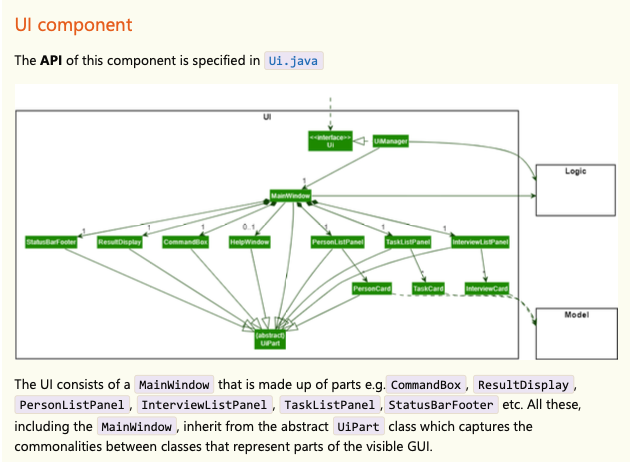 UI component
The API of this component is specified in Ui.java
UI
<<interface>>
Ui
UiManager
Logic
1
MainWindow
1
1
1
0..1
1
1
1
StatusBarFooter
ResultDisplay
CommandBox
HelpWindow
PersonListPanel
TaskListPanel
InterviewListPanel
PersonCard
TaskCard
InterviewCard
Model
{abstract}
UiPart
The UI consists of a MainWindow that is made up of parts e.g. CommandBox , ResultDisplay ,
PersonListPanel , InterviewListPanel , TaskListPanel , StatusBarFooter etc. All these,
including the MainWindow , inherit from the abstract UiPart class which captures the
commonalities between classes that represent parts of the visible GUI.